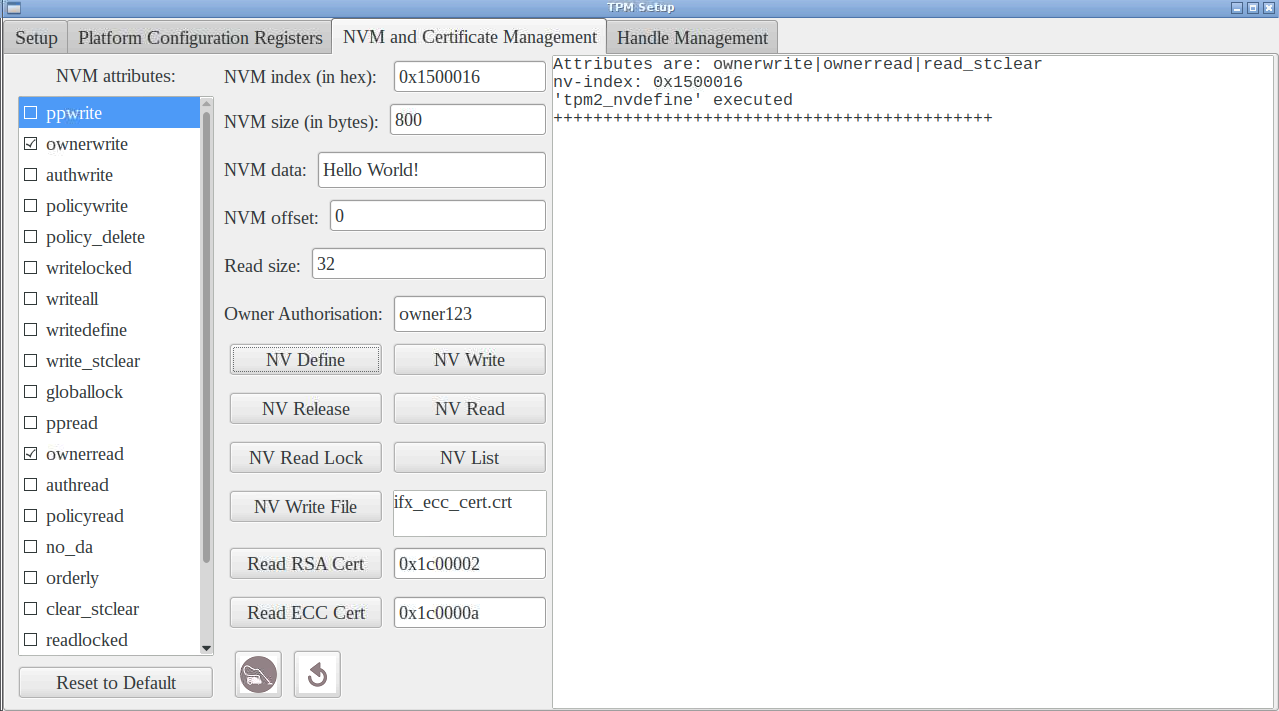 TPM Setup
Setup
Platform Configuration Registers
NVM and Certificate Management
Handle Management
NVM attributes:
ppwrite
ownerwrite
authwrite
policywrite
policy_delete
writelocked
writeall
writedefine
write_stclear
globallock
ppread
ownerread
authread
policyread
no_da
orderly
clear_stclear
readlocked
Reset to Default
NVM index (in hex): 0x1500016
NVM size (in bytes): 800
NVM data: Hello World!
NVM offset: 0
Read size: 32
Owner Authorisation: owner123
NV Define
NV Write
NV Release
NV Read
NV Read Lock
NV List
NV Write File
ifx_ecc_cert.crt
Read RSA Cert
0x1c00002
Read ECC Cert
0x1c0000a
Attributes are: ownerwrite|ownerread|read_stclear
nv-index: 0x1500016
'tpm2_nvdefine' executed
++++++++++++++++++++++++++++++++++++++++++++